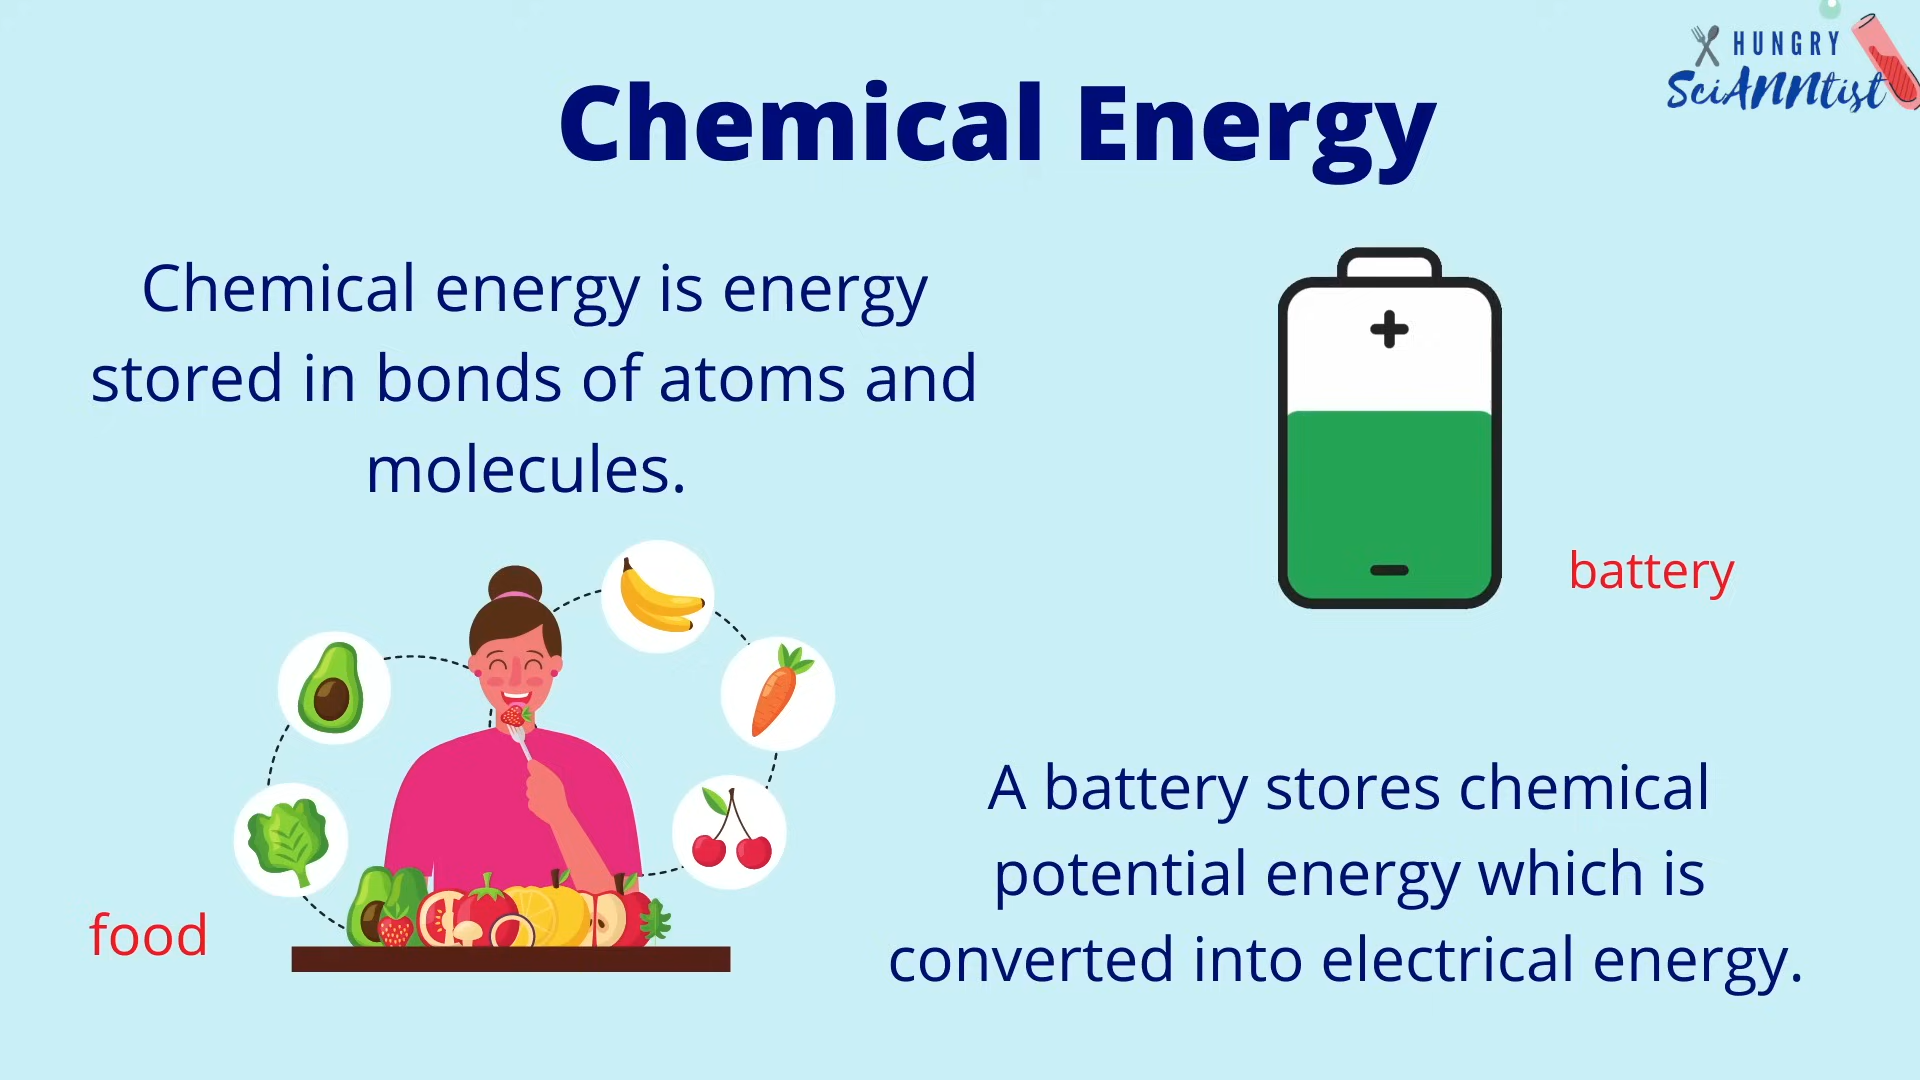 HUNGRY
SciANNtist
Chemical Energy
Chemical energy is energy
stored in bonds of atoms and
molecules.
battery
food
A battery stores chemical
potential energy which is
converted into electrical energy.